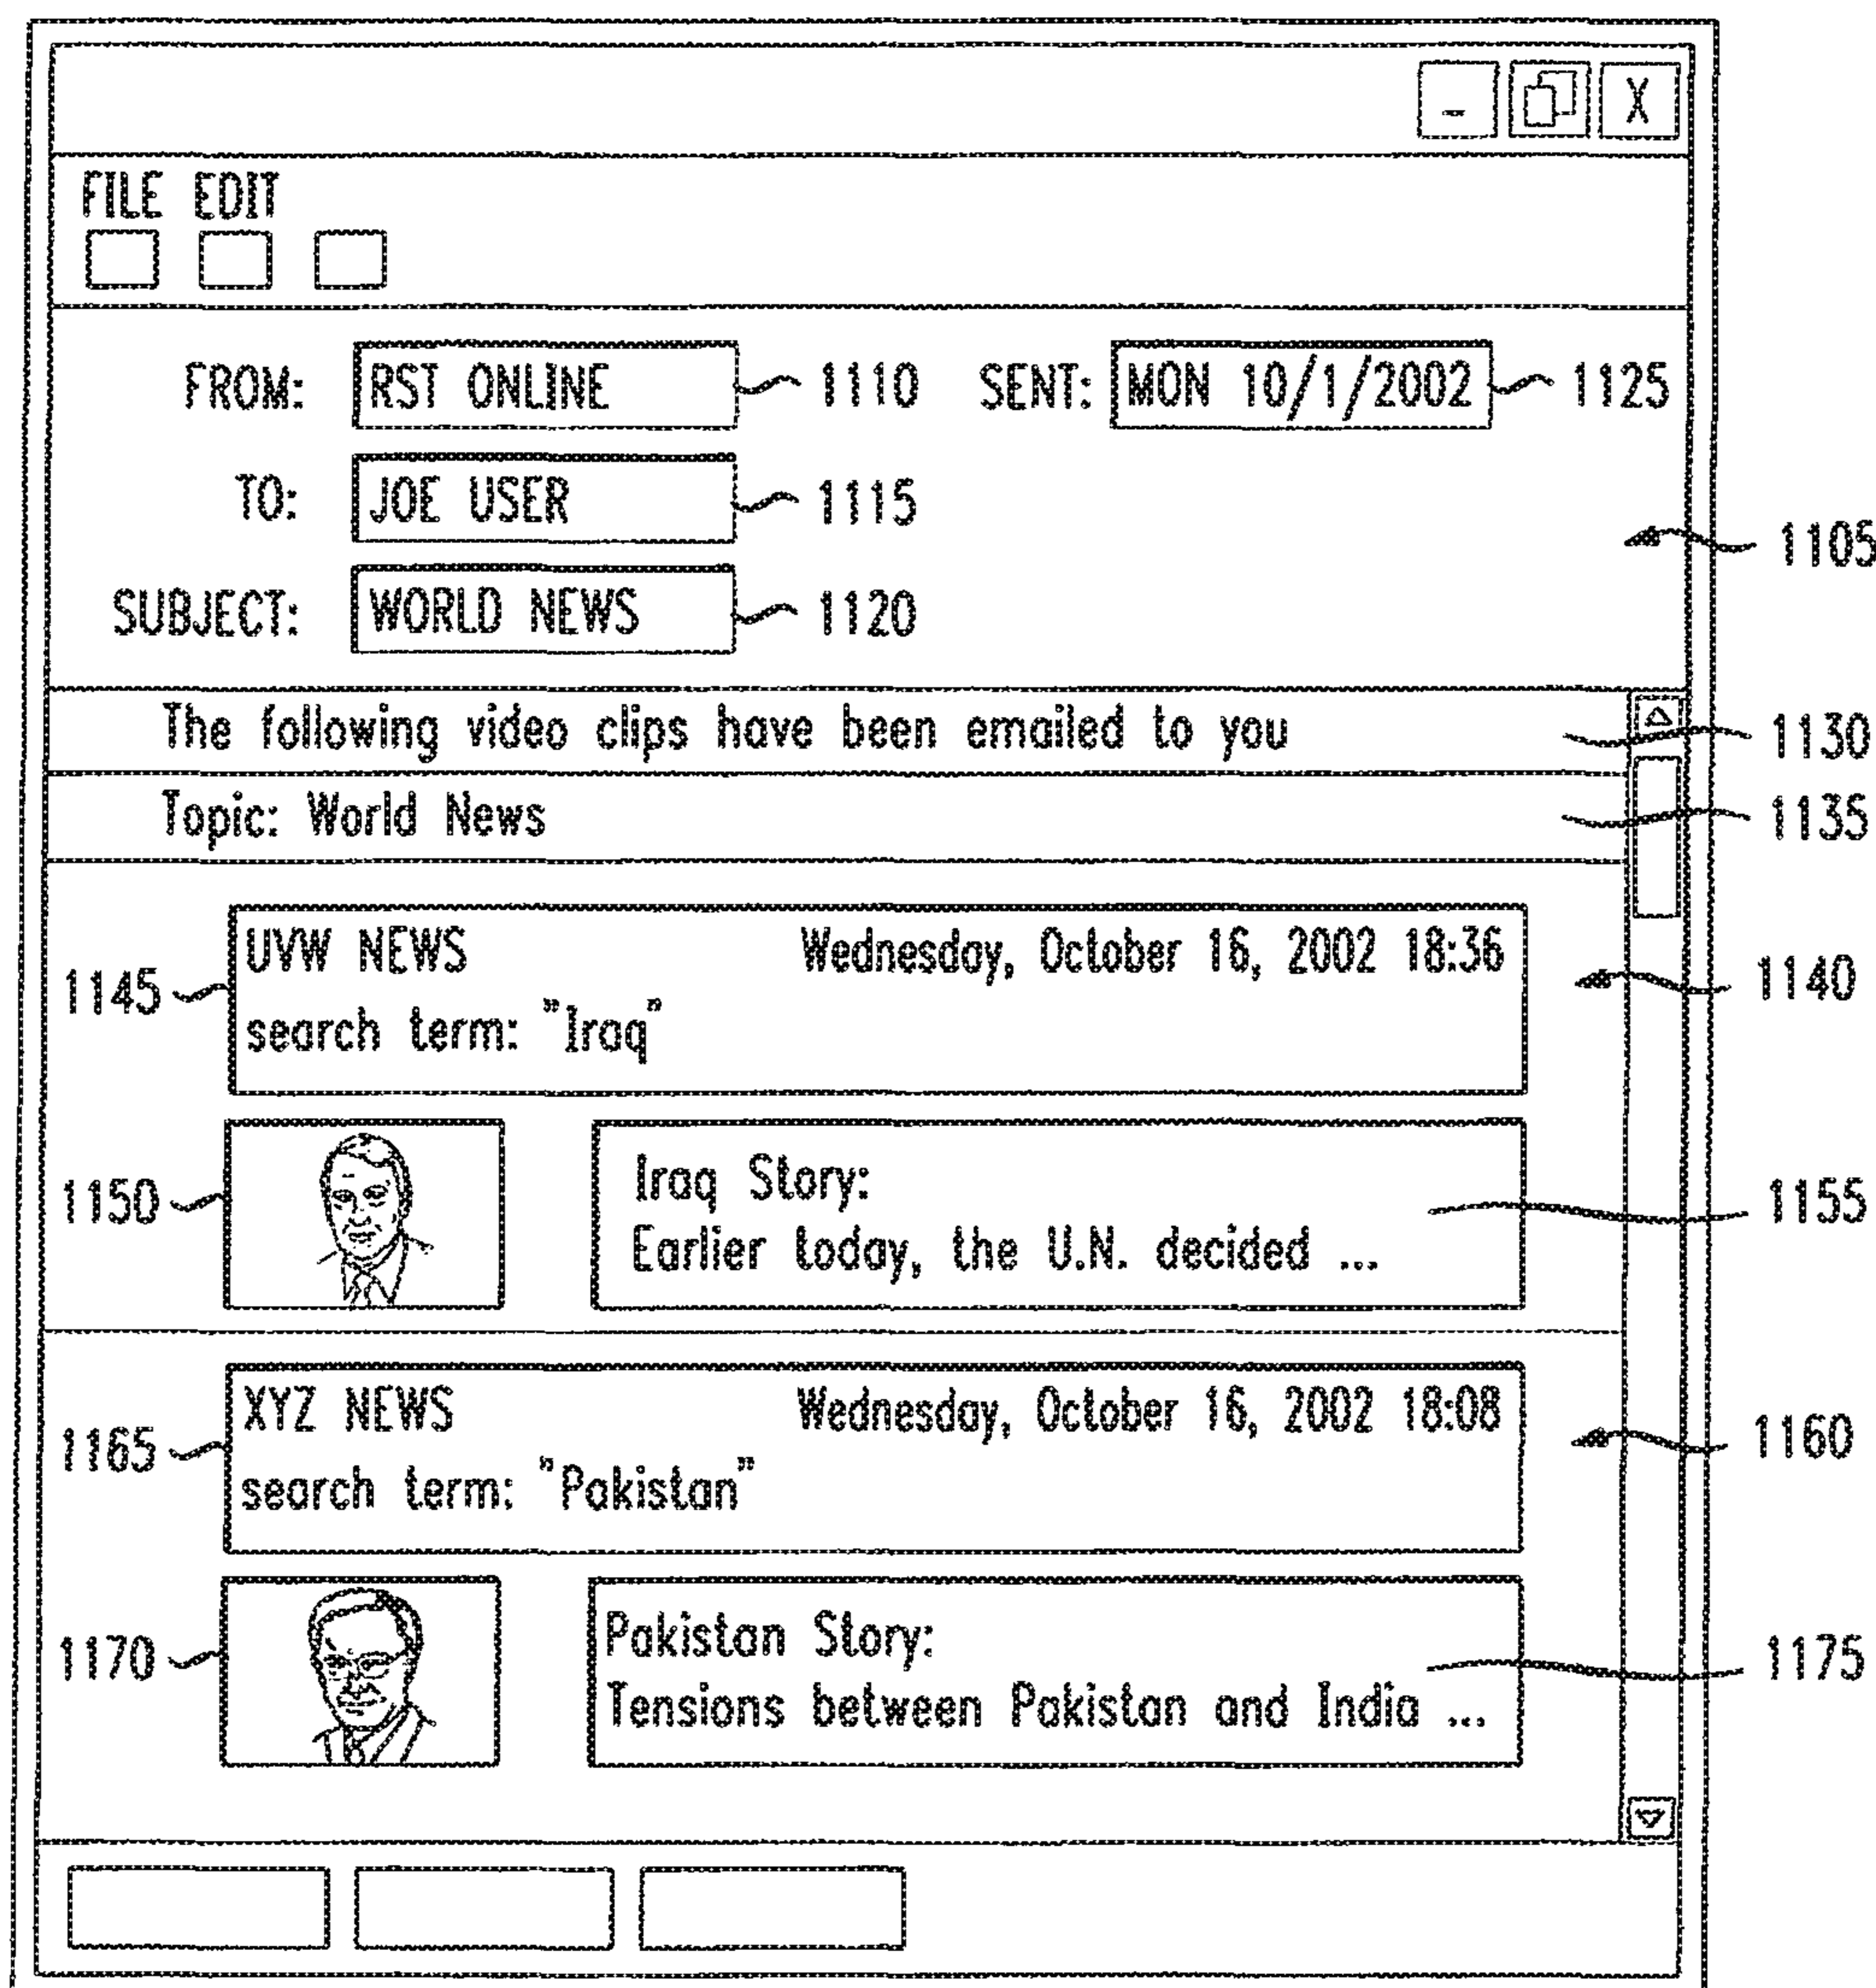 - X
FILE EDIT
FROM: RST ONLINE 1110 SENT: MON 10/1/2002 1125
TO: JOE USER 1115
1105
SUBJECT: WORLD NEWS 1120
The following video clips have been emailed to you 1130
Topic: World News 1135
UVW NEWS Wednesday, October 16, 2002 18:36
1145 1140
search term: "Iraq"
Iraq Story:
1150 1155
Earlier today, the U.N. decided ...
XYZ NEWS Wednesday, October 16, 2002 18:08
1165 1160
search term: "Pakistan"
Pakistan Story:
1170 1175
Tensions between Pakistan and India ...